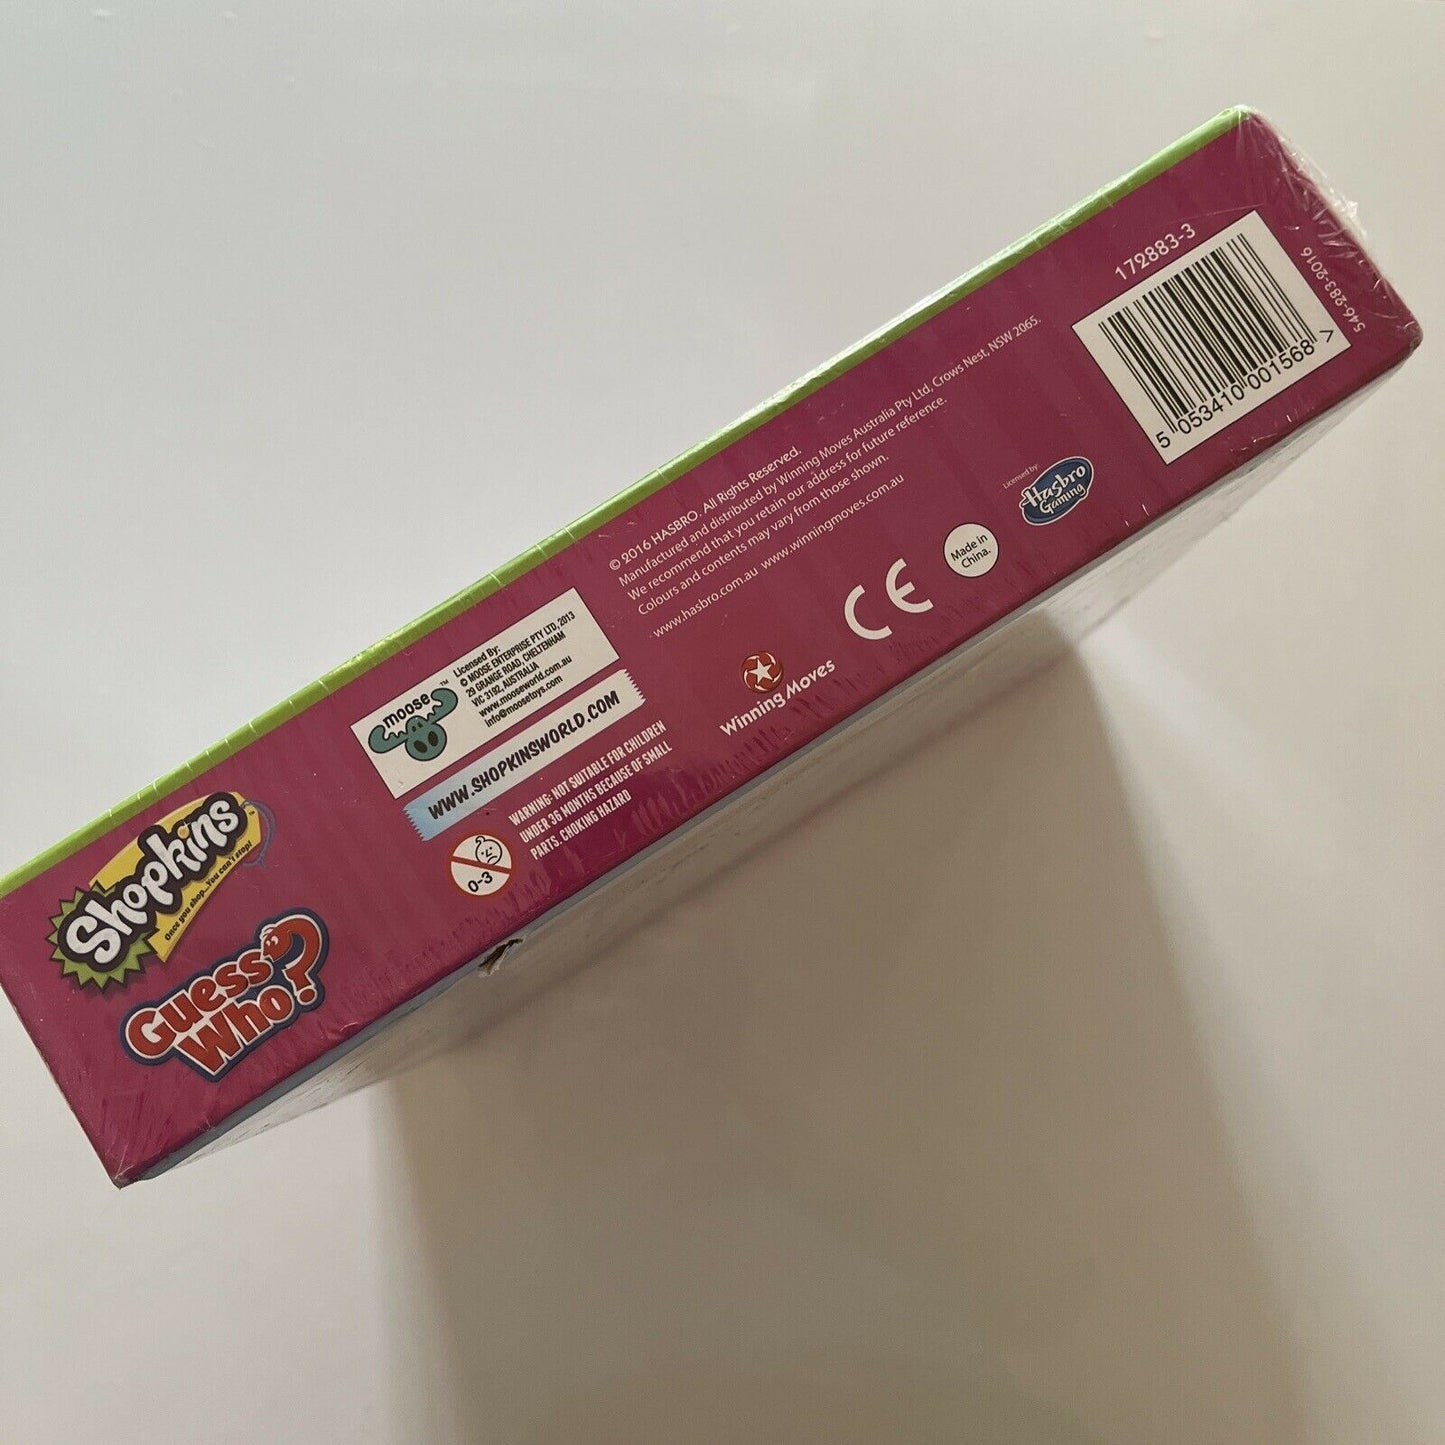 Shopkins
Once you shop...You can't stop!
GUESS
WHO?
moose™
Licensed By:
© MOOSE ENTERPRISE PTY LTD, 2013
29 GRANGE ROAD, CHELTENHAM
VIC 3192, AUSTRALIA
www.mooseworld.com.au
info@moosetoys.com
WWW.SHOPKINSWORLD.COM
0-3
WARNING: NOT SUITABLE FOR CHILDREN
UNDER 36 MONTHS BECAUSE OF SMALL
PARTS. CHOKING HAZARD
© 2016 HASBRO. All Rights Reserved.
Manufactured and distributed by Winning Moves Australia Pty Ltd, Crows Nest, NSW 2065.
We recommend that you retain our address for future reference.
Colours and contents may vary from those shown.
www.hasbro.com.au www.winningmoves.com.au
Winning Moves
CE
Made in
China.
Licensed by:
Hasbro
Gaming
172883-3
5 053410 001568 >
546-283-2016